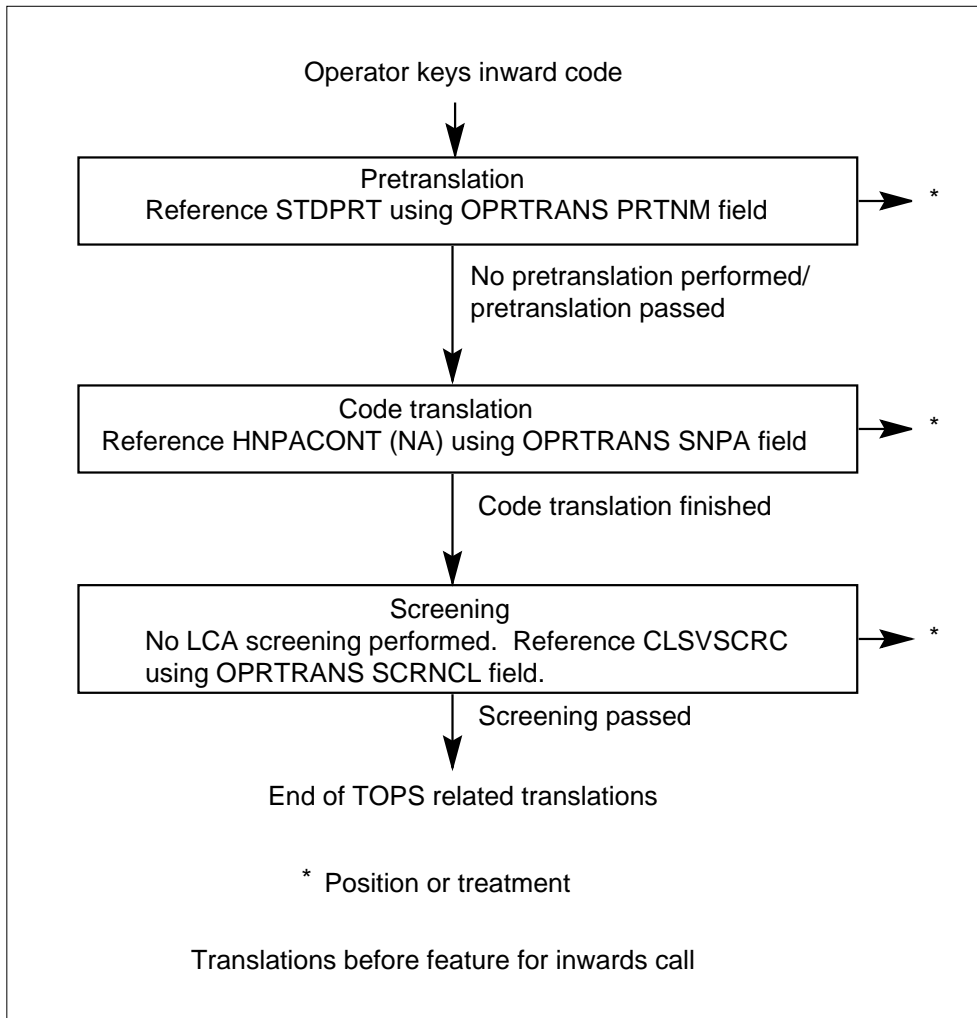 Operator keys inward code
Pretranslation
Reference STDPRT using OPRTRANS PRTNM field
*
No pretranslation performed/
pretranslation passed
Code translation
Reference HNPACONT (NA) using OPRTRANS SNPA field
*
Code translation finished
Screening
No LCA screening performed. Reference CLSVSCRC
using OPRTRANS SCRNCL field.
*
Screening passed
End of TOPS related translations
* Position or treatment
Translations before feature for inwards call